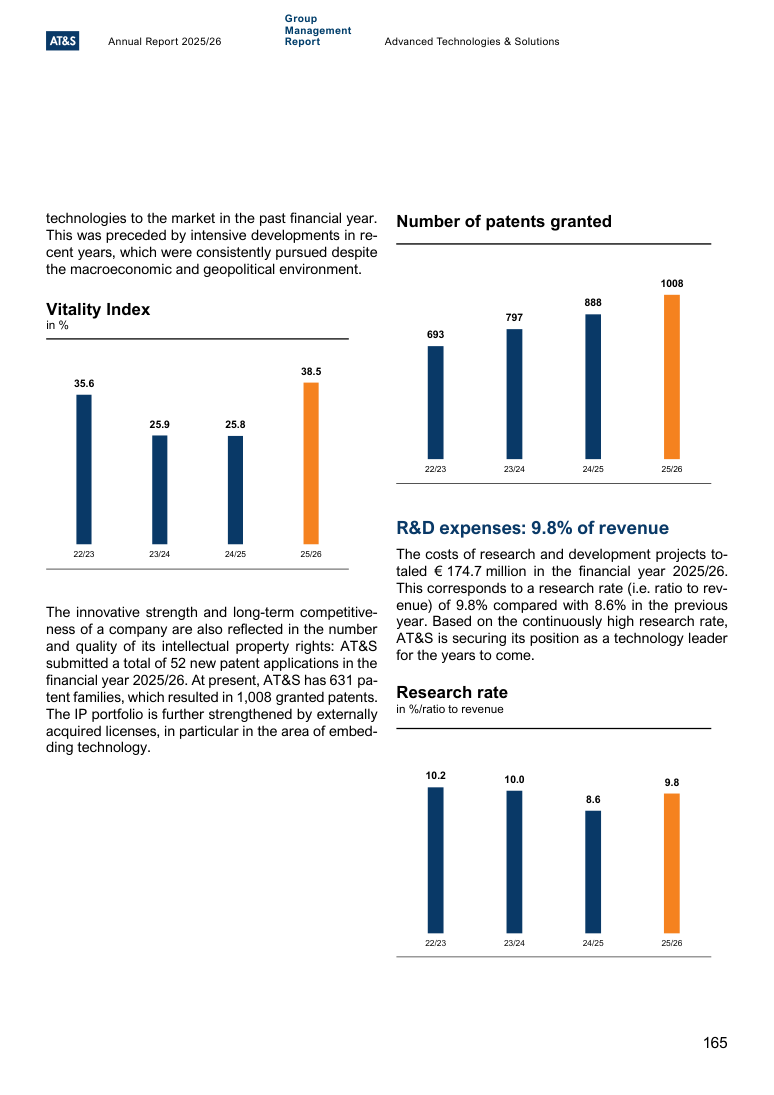 AT&S
Annual Report 2025/26
Group
Management
Report
Advanced Technologies & Solutions
technologies to the market in the past financial year.
This was preceded by intensive developments in re-
cent years, which were consistently pursued despite
the macroeconomic and geopolitical environment.
Vitality Index
in %
35.6
25.9
25.8
38.5
22/23
23/24
24/25
25/26
The innovative strength and long-term competitive-
ness of a company are also reflected in the number
and quality of its intellectual property rights: AT&S
submitted a total of 52 new patent applications in the
financial year 2025/26. At present, AT&S has 631 pa-
tent families, which resulted in 1,008 granted patents.
The IP portfolio is further strengthened by externally
acquired licenses, in particular in the area of embed-
ding technology.
Number of patents granted
693
797
888
1008
22/23
23/24
24/25
25/26
R&D expenses: 9.8% of revenue
The costs of research and development projects to-
taled € 174.7 million in the financial year 2025/26.
This corresponds to a research rate (i.e. ratio to rev-
enue) of 9.8% compared with 8.6% in the previous
year. Based on the continuously high research rate,
AT&S is securing its position as a technology leader
for the years to come.
Research rate
in %/ratio to revenue
10.2
10.0
8.6
9.8
22/23
23/24
24/25
25/26
165